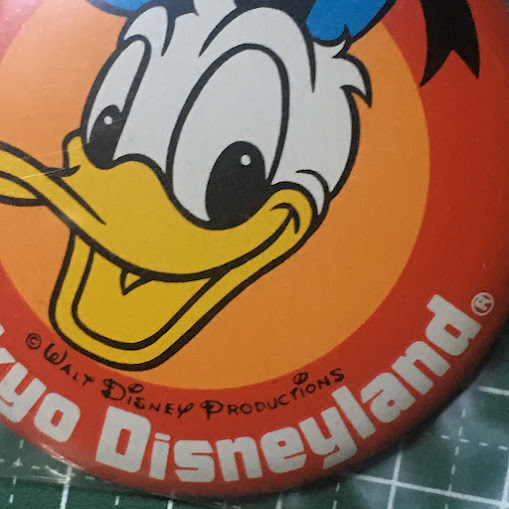 © WALT DISNEY PRODUCTIONS
kyo Disneyland®